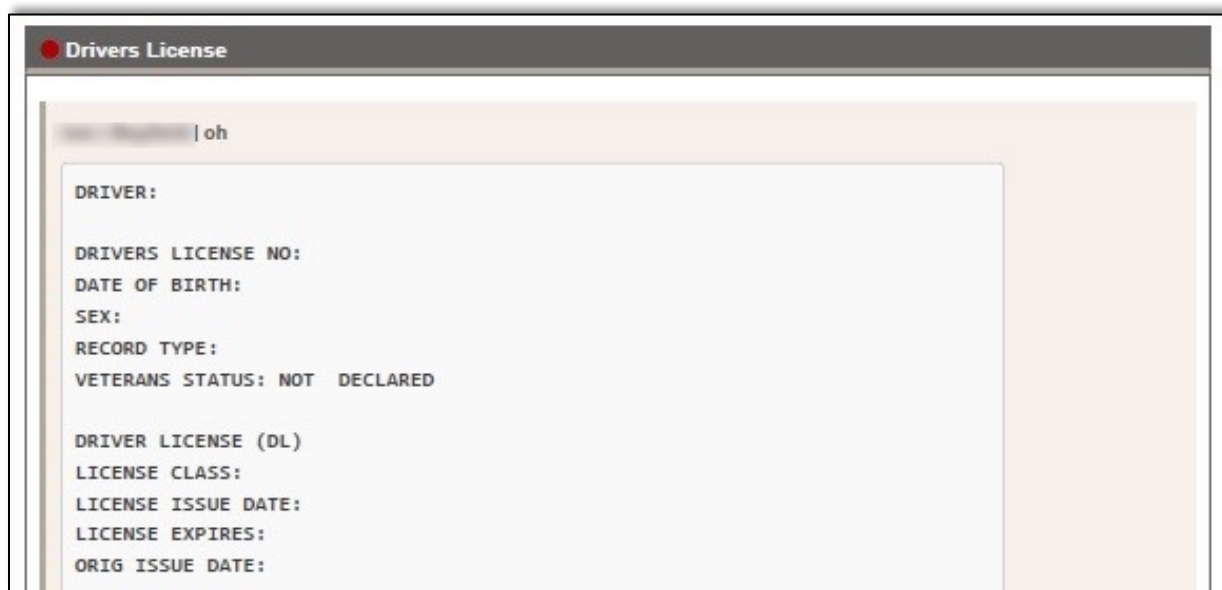 Drivers License
| oh
DRIVER:
DRIVERS LICENSE NO:
DATE OF BIRTH:
SEX:
RECORD TYPE:
VETERANS STATUS: NOT DECLARED
DRIVER LICENSE (DL)
LICENSE CLASS:
LICENSE ISSUE DATE:
LICENSE EXPIRES:
ORIG ISSUE DATE: